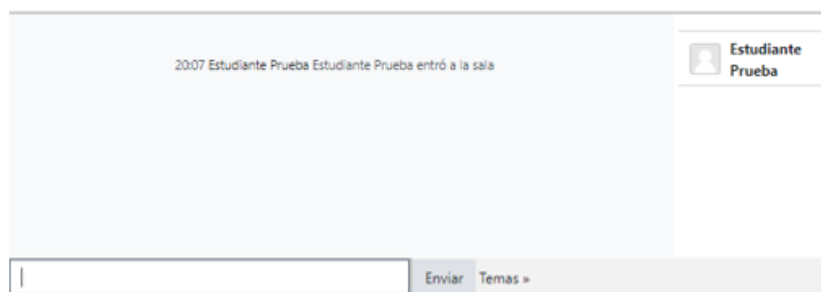 20:07 Estudiante Prueba Estudiante Prueba entró a la sala
Estudiante
Prueba
Enviar Temas »